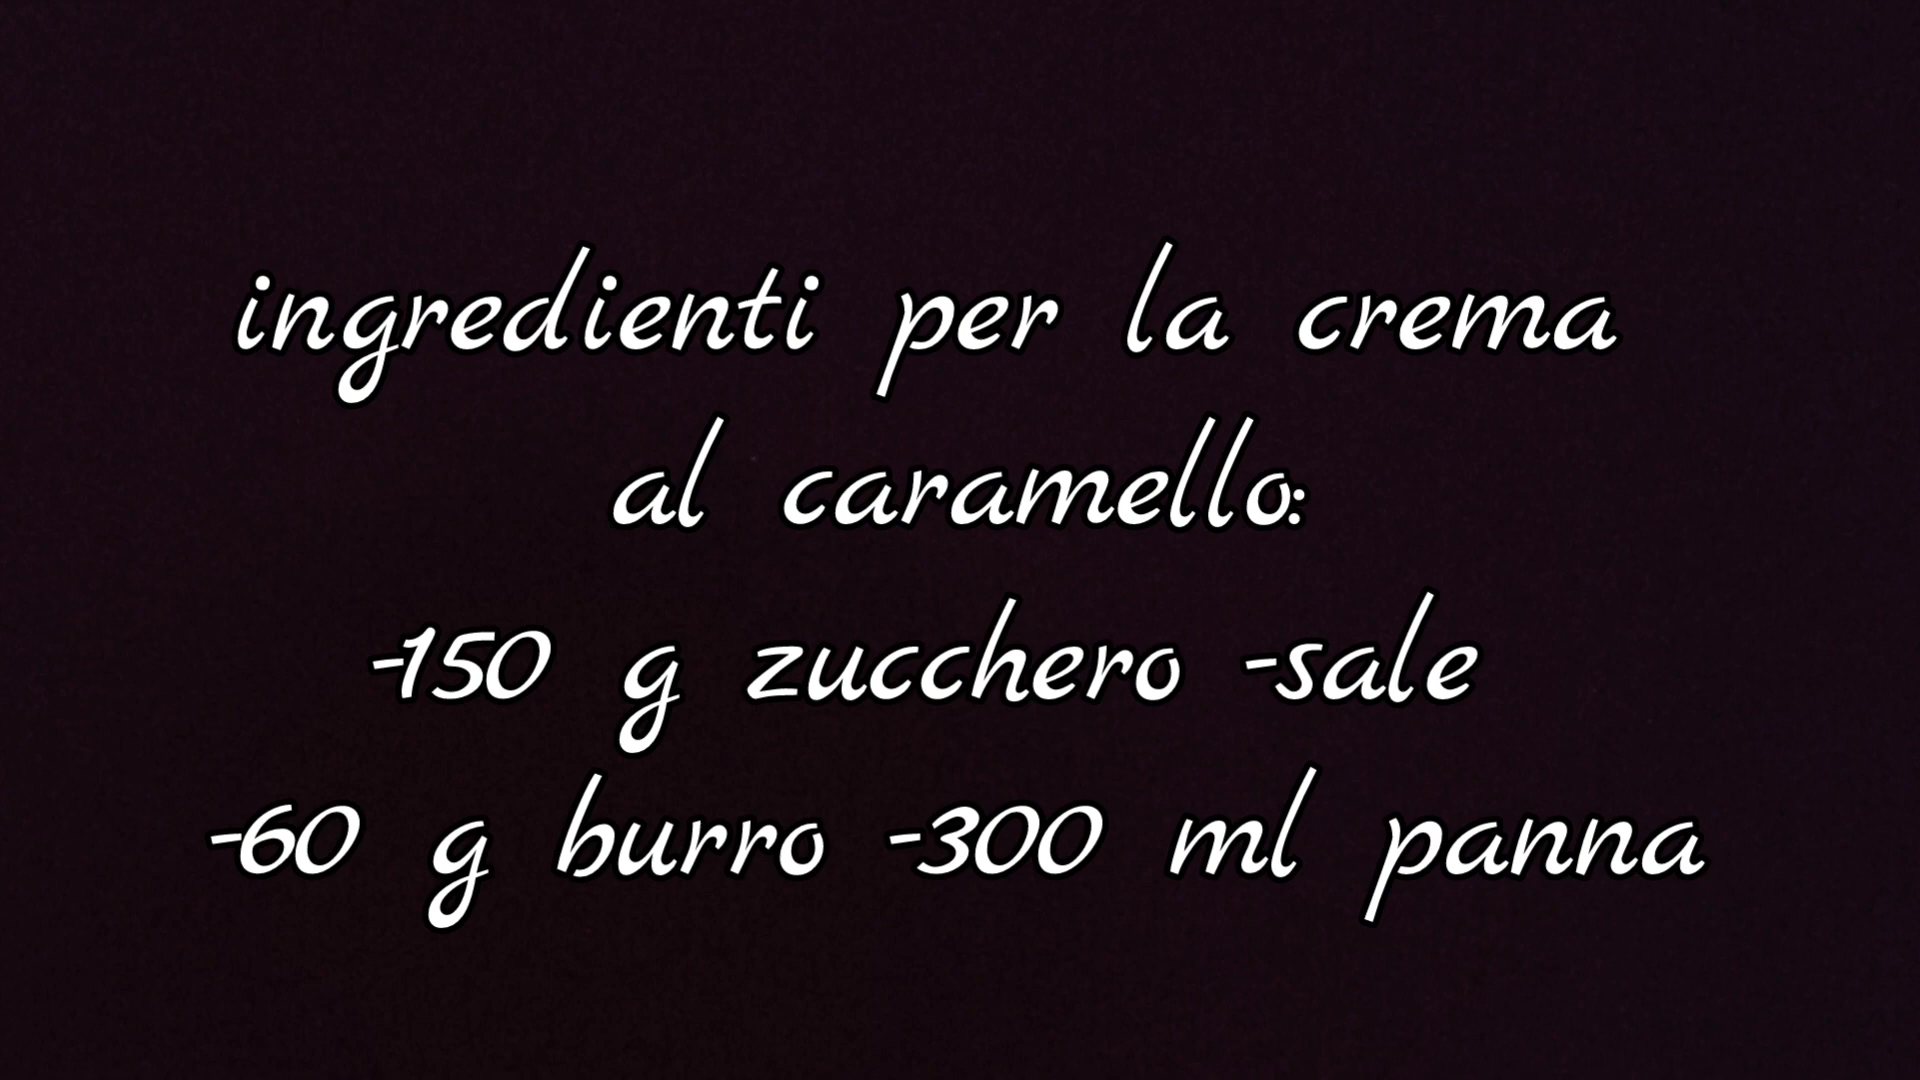 ingredienti per la crema
al caramello:
-150 g zucchero -sale
-60 g burro -300 ml panna